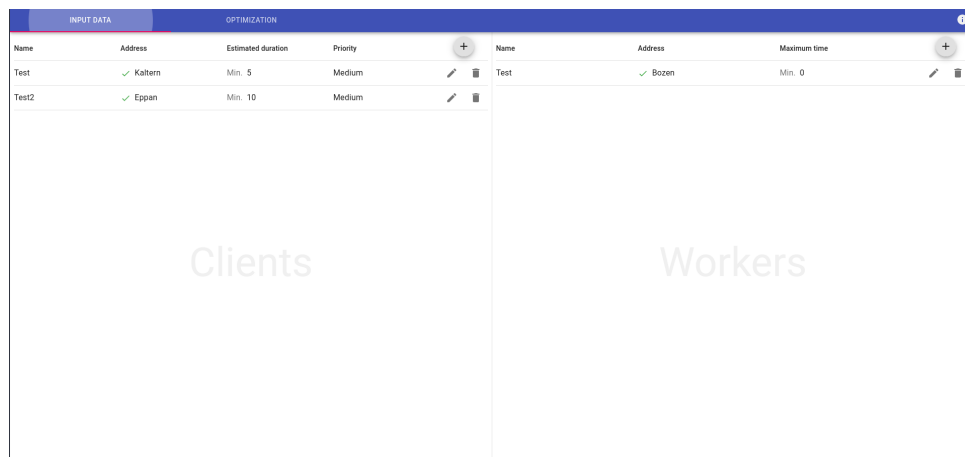 INPUT DATA OPTIMIZATION
Name Address Estimated duration Priority + Name Address Maximum time +
Test Kaltern Min. 5 Medium Test Bozen Min. 0
Test2 Eppan Min. 10 Medium
Clients Workers